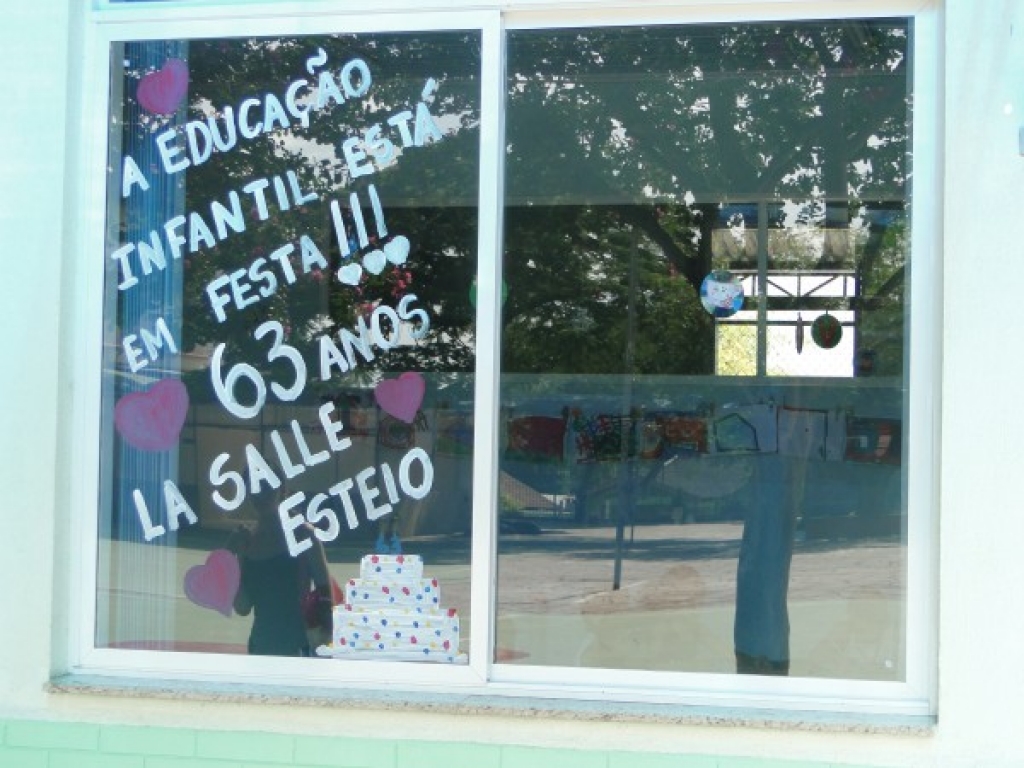 A EDUCAÇÃO
INFANTIL ESTÁ
EM FESTA!!!
63 ANOS
LA SALLE
ESTEIO